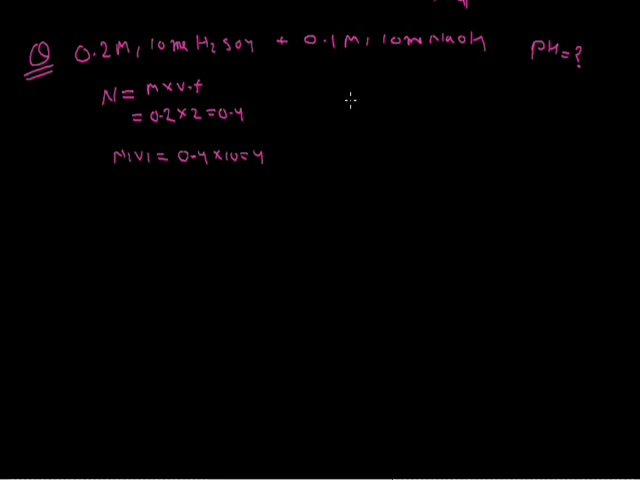 Q 0.2M, 10ml H2SO4 + 0.1M, 10ml NaOH PH=?
N = M×V.f
= 0.2×2=0.4
N1V1 = 0.4×10=4